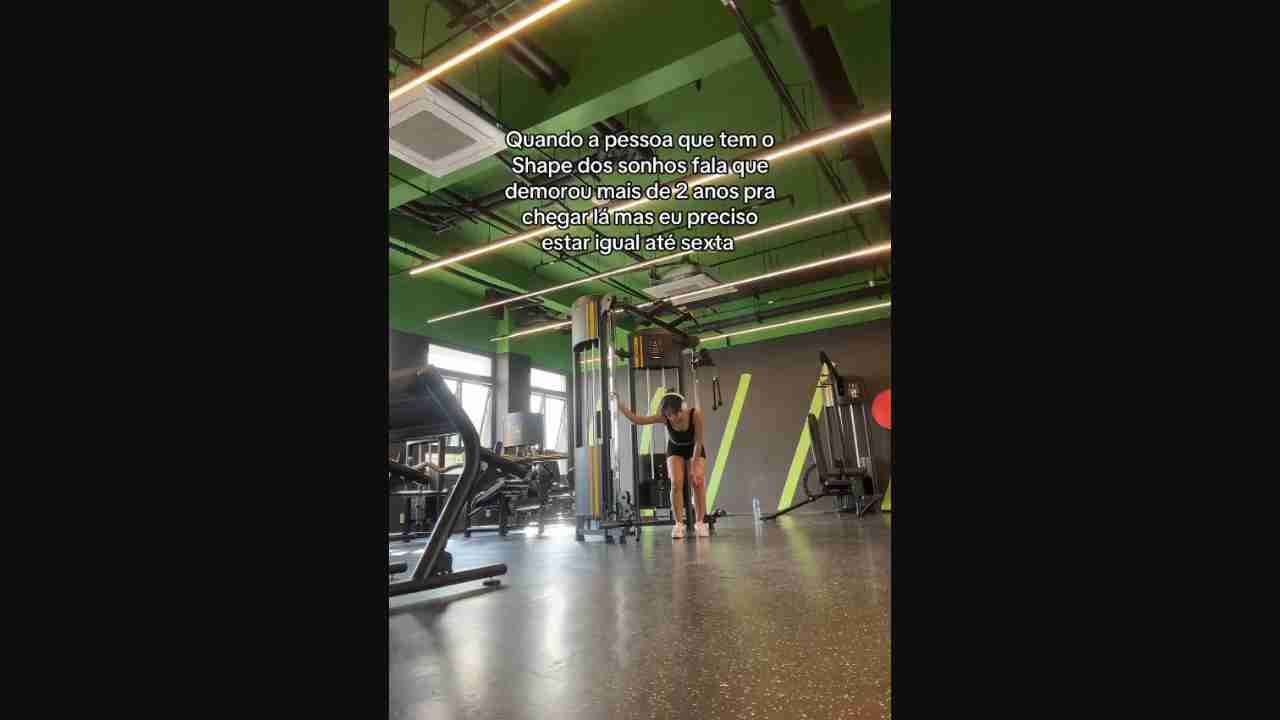 Quando a pessoa que tem o
Shape dos sonhos fala que
demorou mais de 2 anos pra
chegar lá mas eu preciso
estar igual até sexta